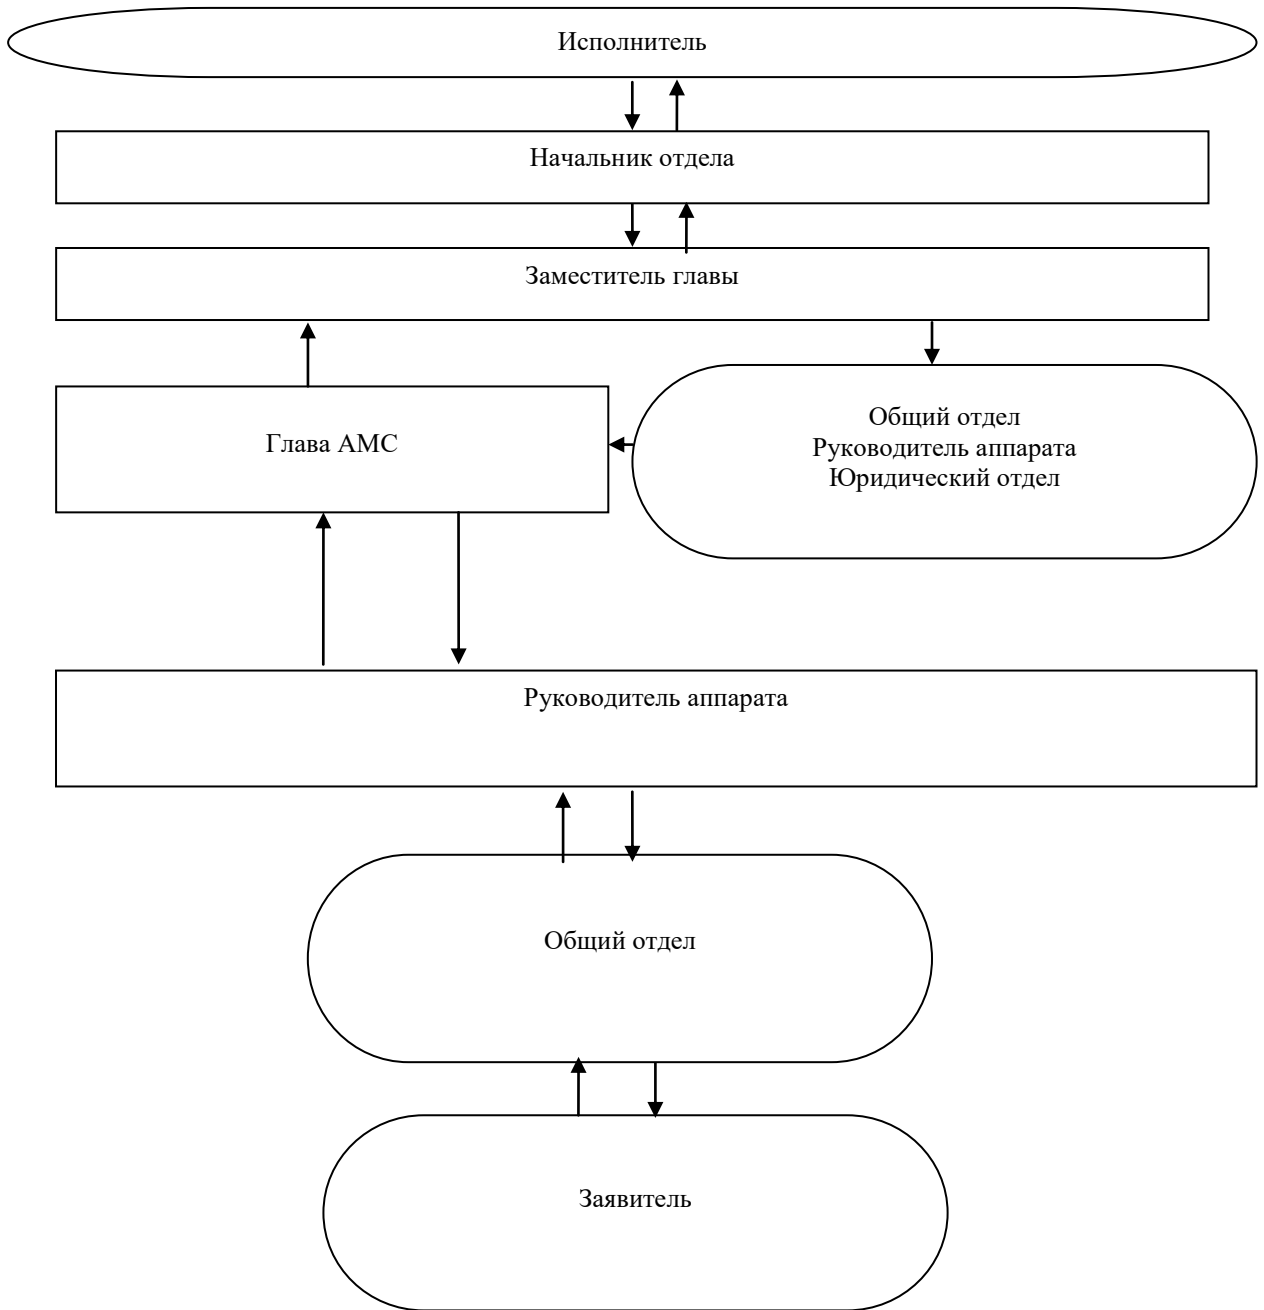 Исполнитель
Начальник отдела
Заместитель главы
Глава АМС
Общий отдел
Руководитель аппарата
Юридический отдел
Руководитель аппарата
Общий отдел
Заявитель